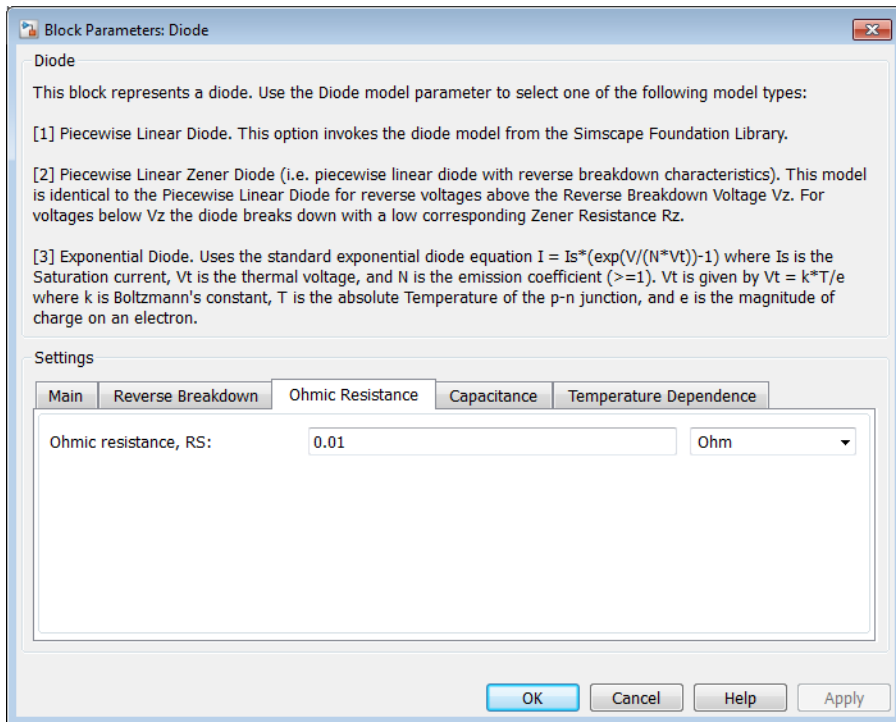 Block Parameters: Diode
Diode
This block represents a diode. Use the Diode model parameter to select one of the following model types:
[1] Piecewise Linear Diode. This option invokes the diode model from the Simscape Foundation Library.
[2] Piecewise Linear Zener Diode (i.e. piecewise linear diode with reverse breakdown characteristics). This model
is identical to the Piecewise Linear Diode for reverse voltages above the Reverse Breakdown Voltage Vz. For
voltages below Vz the diode breaks down with a low corresponding Zener Resistance Rz.
[3] Exponential Diode. Uses the standard exponential diode equation I = Is*(exp(V/(N*Vt))-1) where Is is the
Saturation current, Vt is the thermal voltage, and N is the emission coefficient (>=1). Vt is given by Vt = k*T/e
where k is Boltzmann's constant, T is the absolute Temperature of the p-n junction, and e is the magnitude of
charge on an electron.
Settings
Main Reverse Breakdown Ohmic Resistance Capacitance Temperature Dependence
Ohmic resistance, RS: 0.01 Ohm
OK Cancel Help Apply